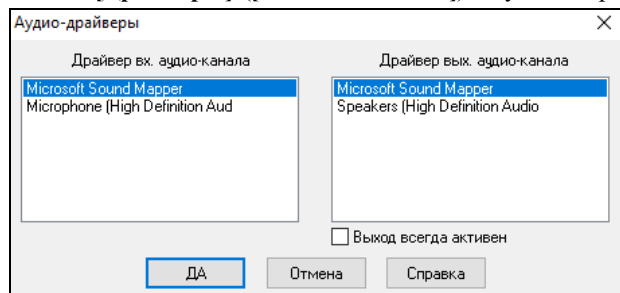 Аудио-драйверы
Драйвер вх. аудио-канала
Microsoft Sound Mapper
Microphone (High Definition Aud
Драйвер вых. аудио-канала
Microsoft Sound Mapper
Speakers (High Definition Audio
Выход всегда активен
ДА Отмена Справка